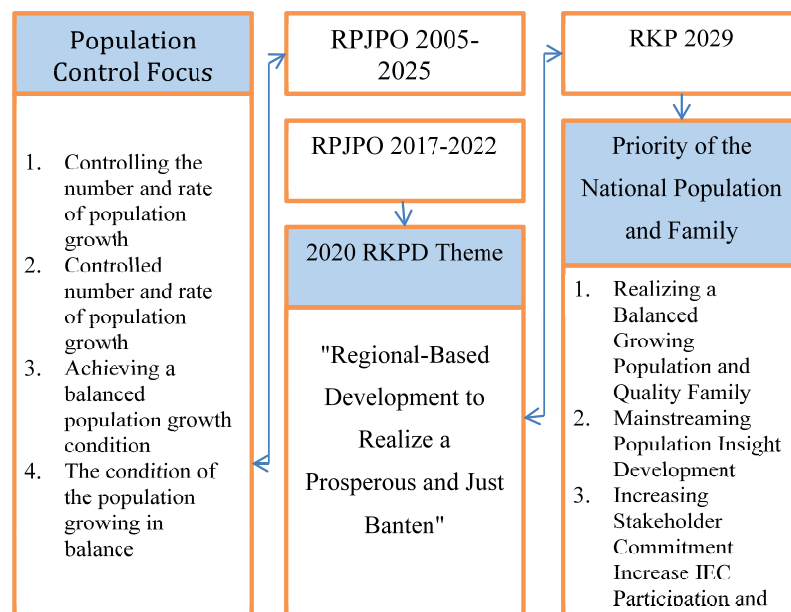 Population
Control Focus
1. Controlling the
number and rate
of population
growth
2. Controlled
number and rate
of population
growth
3. Achieving a
balanced
population growth
condition
4. The condition of
the population
growing in
balance
RPJPO 2005-
2025
RPJPO 2017-2022
2020 RKPD Theme
"Regional-Based
Development to
Realize a
Prosperous and Just
Banten"
RKP 2029
Priority of the
National Population
and Family
1. Realizing a
Balanced
Growing
Population and
Quality Family
2. Mainstreaming
Population Insight
Development
3. Increasing
Stakeholder
Commitment
Increase IEC
Participation and